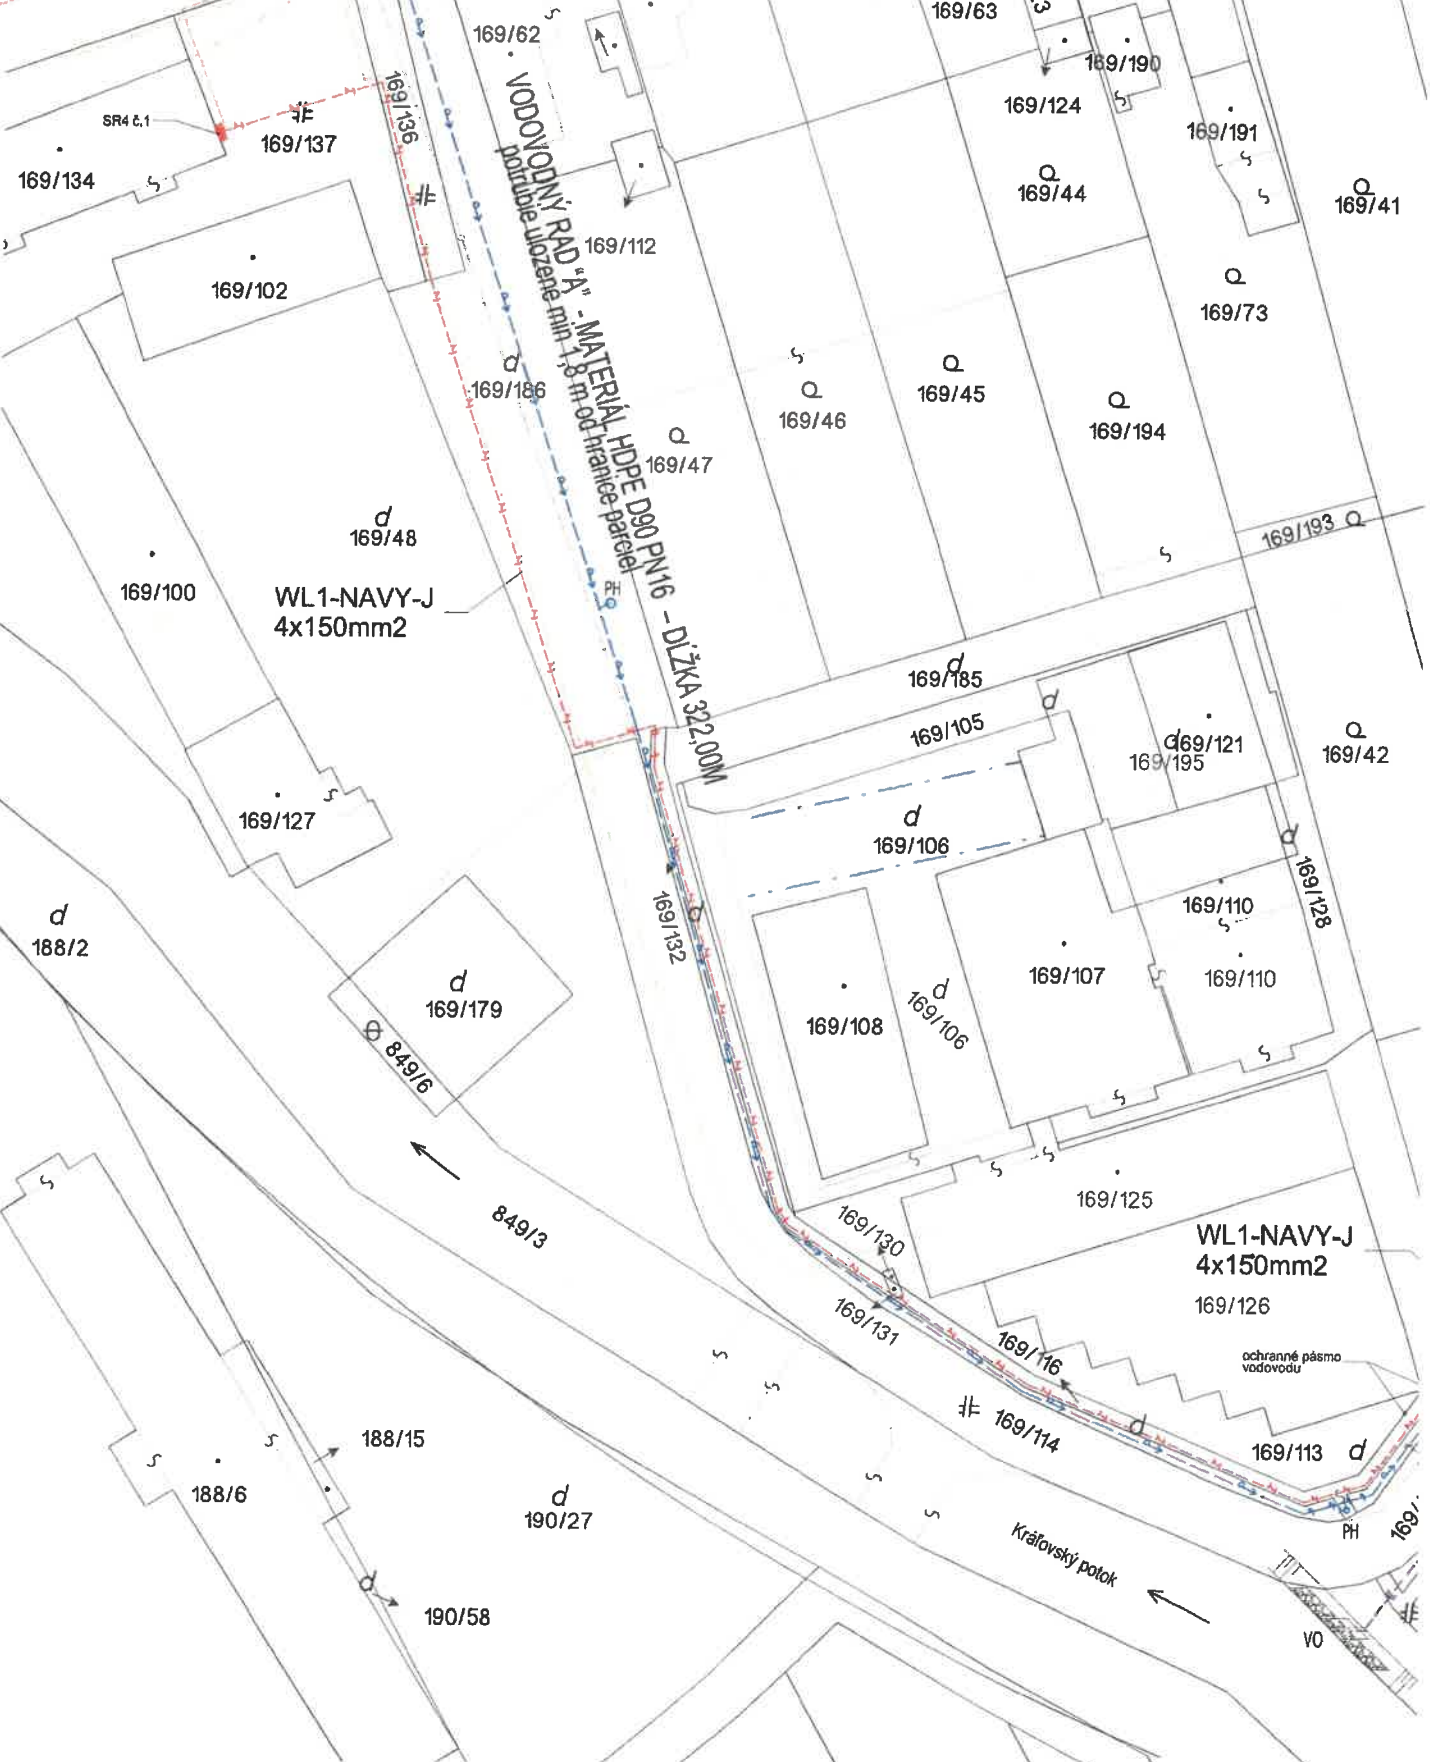 169/62
169/63
169/190
169/124
169/191
169/136
SR4 č.1
169/137
169/134
169/44
169/41
VODOVODNÝ RAD "A" - MATERIÁL HDPE D90 PN16 - DĹŽKA 322,00M
potrubie uložené min 1,8 m od hranice parciel
169/112
169/102
169/73
169/186
169/45
169/46
169/194
169/47
169/193
d
169/48
169/100
WL1-NAVY-J
4x150mm2
PH
d
169/185
169/105
d
169/121
d
169/195
169/42
169/127
d
169/106
d
169/128
d
188/2
169/132
169/110
169/107
169/110
d
169/179
d
169/106
169/108
849/6
849/3
169/130
169/125
WL1-NAVY-J
4x150mm2
169/126
169/131
169/116
ochranné pásmo
vodovodu
169/114
d
169/113
d
188/15
188/6
d
190/27
PH
169/
Kráľovský potok
d
190/58
VO